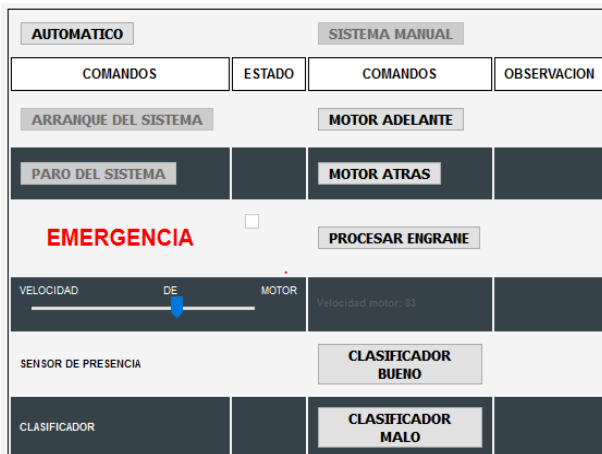 AUTOMATICO SISTEMA MANUAL
COMANDOS ESTADO COMANDOS OBSERVACION
ARRANQUE DEL SISTEMA MOTOR ADELANTE
PARO DEL SISTEMA MOTOR ATRAS
EMERGENCIA PROCESAR ENGRANE
VELOCIDAD DE MOTOR Velocidad motor: 83
SENSOR DE PRESENCIA CLASIFICADOR
BUENO
CLASIFICADOR CLASIFICADOR
MALO